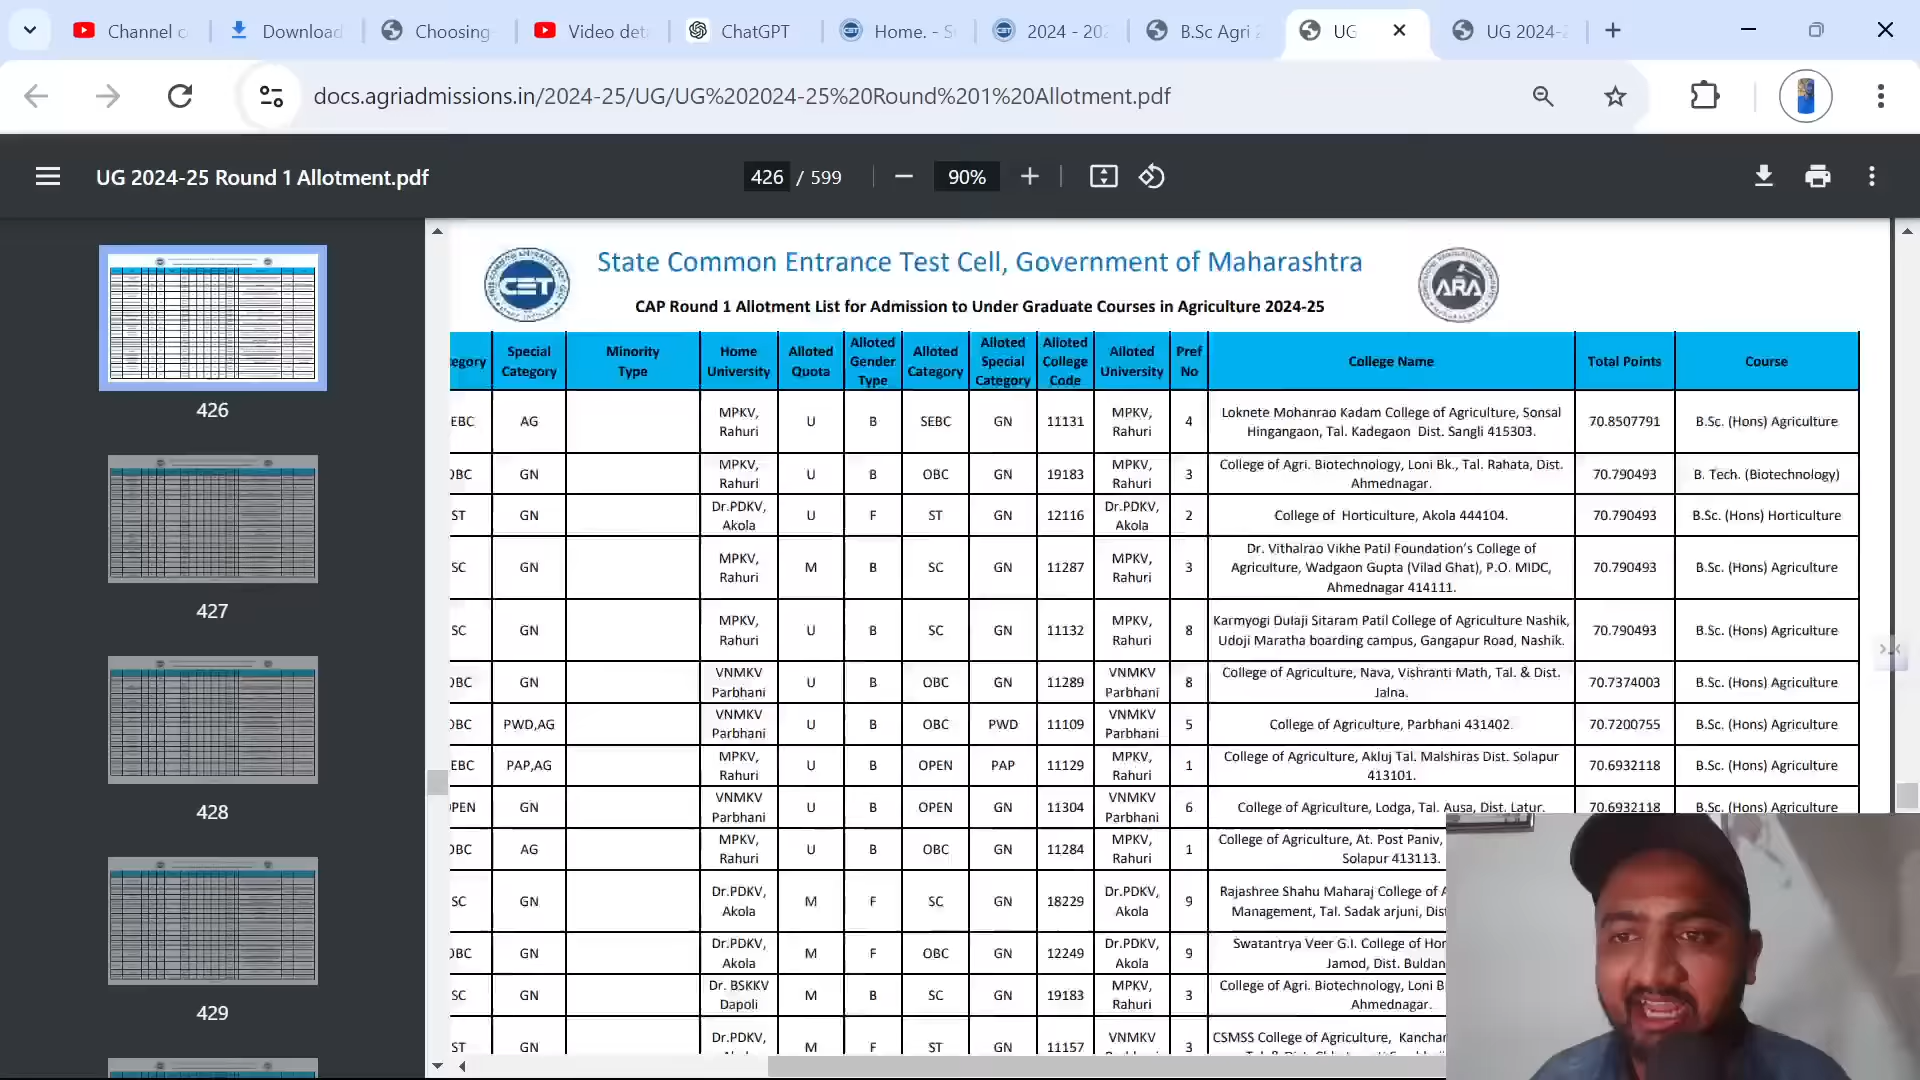 Channel c
Download
Choosing
Video det
ChatGPT
Home. - S
2024 - 202
B.Sc Agri 2
UG
UG 2024-2
docs.agriadmissions.in/2024-25/UG/UG%202024-25%20Round%201%20Allotment.pdf
UG 2024-25 Round 1 Allotment.pdf
426 / 599
90%
State Common Entrance Test Cell, Government of Maharashtra
CET
ARA
CAP Round 1 Allotment List for Admission to Under Graduate Courses in Agriculture 2024-25
egory Special Category Minority Type Home University Alloted Quota Alloted Gender Type Alloted Category Alloted Special Category Alloted College Code Alloted University Pref No College Name Total Points Course
EBC AG MPKV, Rahuri U B SEBC GN 11131 MPKV, Rahuri 4 Loknete Mohanrao Kadam College of Agriculture, Sonsal Hingangaon, Tal. Kadegaon Dist. Sangli 415303. 70.8507791 B.Sc. (Hons) Agriculture
OBC GN MPKV, Rahuri U B OBC GN 19183 MPKV, Rahuri 3 College of Agri. Biotechnology, Loni Bk., Tal. Rahata, Dist. Ahmednagar. 70.790493 B. Tech. (Biotechnology)
ST GN Dr.PDKV, Akola U F ST GN 12116 Dr.PDKV, Akola 2 College of Horticulture, Akola 444104. 70.790493 B.Sc. (Hons) Horticulture
SC GN MPKV, Rahuri M B SC GN 11287 MPKV, Rahuri 3 Dr. Vithalrao Vikhe Patil Foundation's College of Agriculture, Wadgaon Gupta (Vilad Ghat), P.O. MIDC, Ahmednagar 414111. 70.790493 B.Sc. (Hons) Agriculture
SC GN MPKV, Rahuri U B SC GN 11132 MPKV, Rahuri 8 Karmyogi Dulaji Sitaram Patil College of Agriculture Nashik, Udoji Maratha boarding campus, Gangapur Road, Nashik. 70.790493 B.Sc. (Hons) Agriculture
OBC GN VNMKV Parbhani U B OBC GN 11289 VNMKV Parbhani 8 College of Agriculture, Nava, Vishranti Math, Tal. & Dist. Jalna. 70.7374003 B.Sc. (Hons) Agriculture
OBC PWD,AG VNMKV Parbhani U B OBC PWD 11109 VNMKV Parbhani 5 College of Agriculture, Parbhani 431402. 70.7200755 B.Sc. (Hons) Agriculture
EBC PAP,AG MPKV, Rahuri U B OPEN PAP 11129 MPKV, Rahuri 1 College of Agriculture, Akluj Tal. Malshiras Dist. Solapur 413101. 70.6932118 B.Sc. (Hons) Agriculture
OPEN GN VNMKV Parbhani U B OPEN GN 11304 VNMKV Parbhani 6 College of Agriculture, Lodga, Tal. Ausa, Dist. Latur. 70.6932118 B.Sc. (Hons) Agriculture
OBC AG MPKV, Rahuri U B OBC GN 11284 MPKV, Rahuri 1 College of Agriculture, At. Post Paniv, Solapur 413113.
SC GN Dr.PDKV, Akola M F SC GN 18229 Dr.PDKV, Akola 9 Rajashree Shahu Maharaj College of A Management, Tal. Sadak arjuni, Dist
OBC GN Dr.PDKV, Akola M F OBC GN 12249 Dr.PDKV, Akola 9 Swatantrya Veer G.I. College of Hor Jamod, Dist. Buldan
SC GN Dr. BSKKV Dapoli M B SC GN 19183 MPKV, Rahuri 3 College of Agri. Biotechnology, Loni B Ahmednagar.
ST GN Dr.PDKV, M F ST GN 11157 VNMKV 3 CSMSS College of Agriculture, Kanchan
426
427
428
429